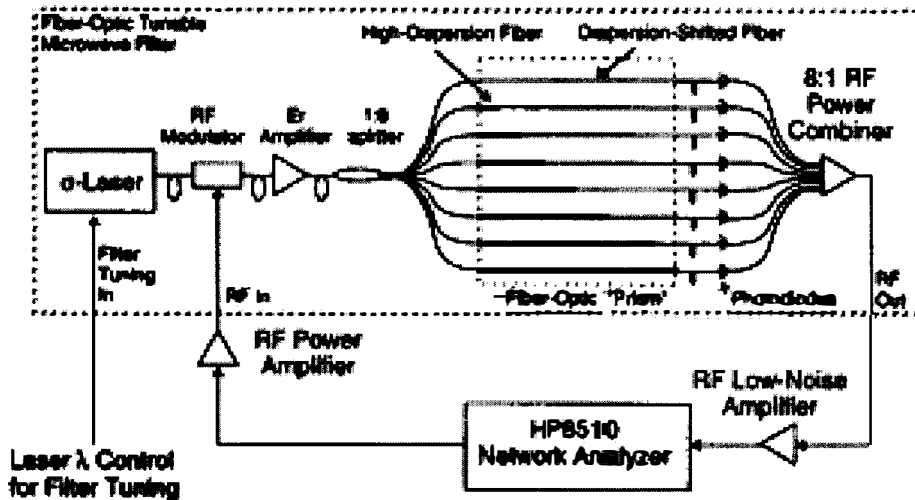 Fiber-Optic Tunable
Microwave Filter
High-Dispersion Fiber
Dispersion-Shifted Fiber
8:1 RF
Power
Combiner
RF
Modulator
Er
Amplifier
1:8
splitter
σ-Laser
Filter
Tuning
In
RF In
Fiber-Optic "Prism"
Photodiodes
RF
Out
RF Power
Amplifier
RF Low-Noise
Amplifier
HP8510
Network Analyzer
Laser λ Control
for Filter Tuning